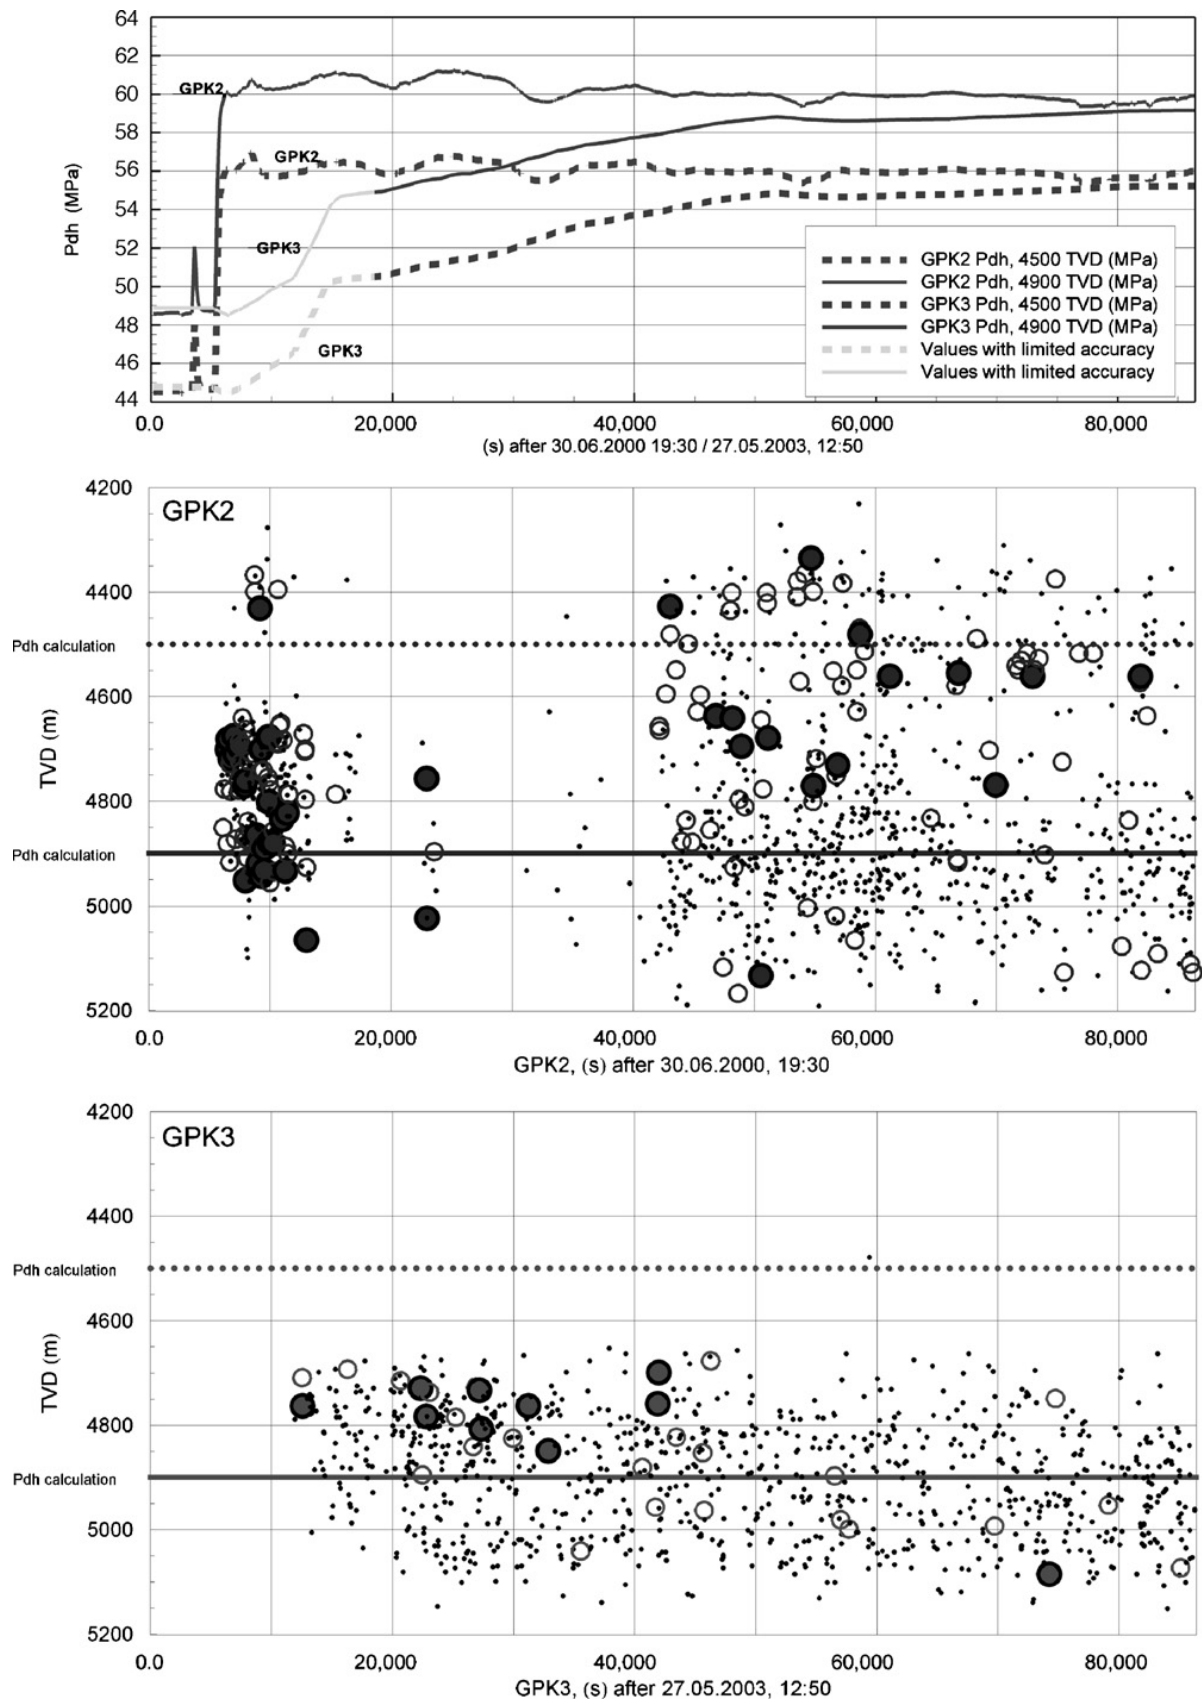 64
62
60
58
56
54
52
50
48
46
44
Pdh (MPa)
GPK2
GPK2
GPK3
GPK3
GPK2 Pdh, 4500 TVD (MPa)
GPK2 Pdh, 4900 TVD (MPa)
GPK3 Pdh, 4500 TVD (MPa)
GPK3 Pdh, 4900 TVD (MPa)
Values with limited accuracy
Values with limited accuracy
0.0 20,000 40,000 60,000 80,000
(s) after 30.06.2000 19:30 / 27.05.2003, 12:50
GPK2
4200
4400
Pdh calculation
4600
TVD (m)
4800
Pdh calculation
5000
5200
0.0 20,000 40,000 60,000 80,000
GPK2, (s) after 30.06.2000, 19:30
GPK3
4200
4400
Pdh calculation
4600
TVD (m)
4800
Pdh calculation
5000
5200
0.0 20,000 40,000 60,000 80,000
GPK3, (s) after 27.05.2003, 12:50